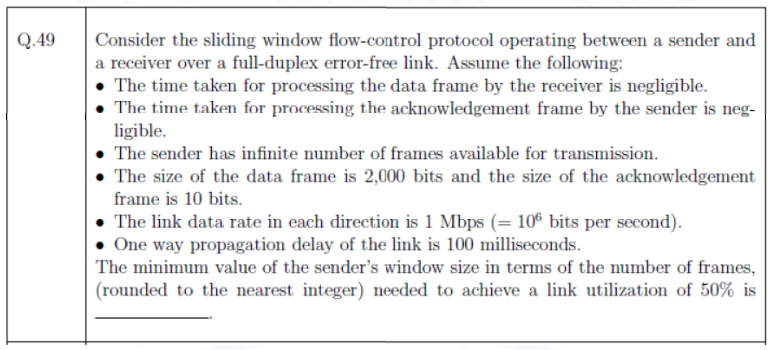 Q.49
Consider the sliding window flow-control protocol operating between a sender and
a receiver over a full-duplex error-free link. Assume the following:
• The time taken for processing the data frame by the receiver is negligible.
• The time taken for processing the acknowledgement frame by the sender is neg-
ligible.
• The sender has infinite number of frames available for transmission.
• The size of the data frame is 2,000 bits and the size of the acknowledgement
frame is 10 bits.
• The link data rate in each direction is 1 Mbps (= 10⁶ bits per second).
• One way propagation delay of the link is 100 milliseconds.
The minimum value of the sender's window size in terms of the number of frames,
(rounded to the nearest integer) needed to achieve a link utilization of 50% is
____________.